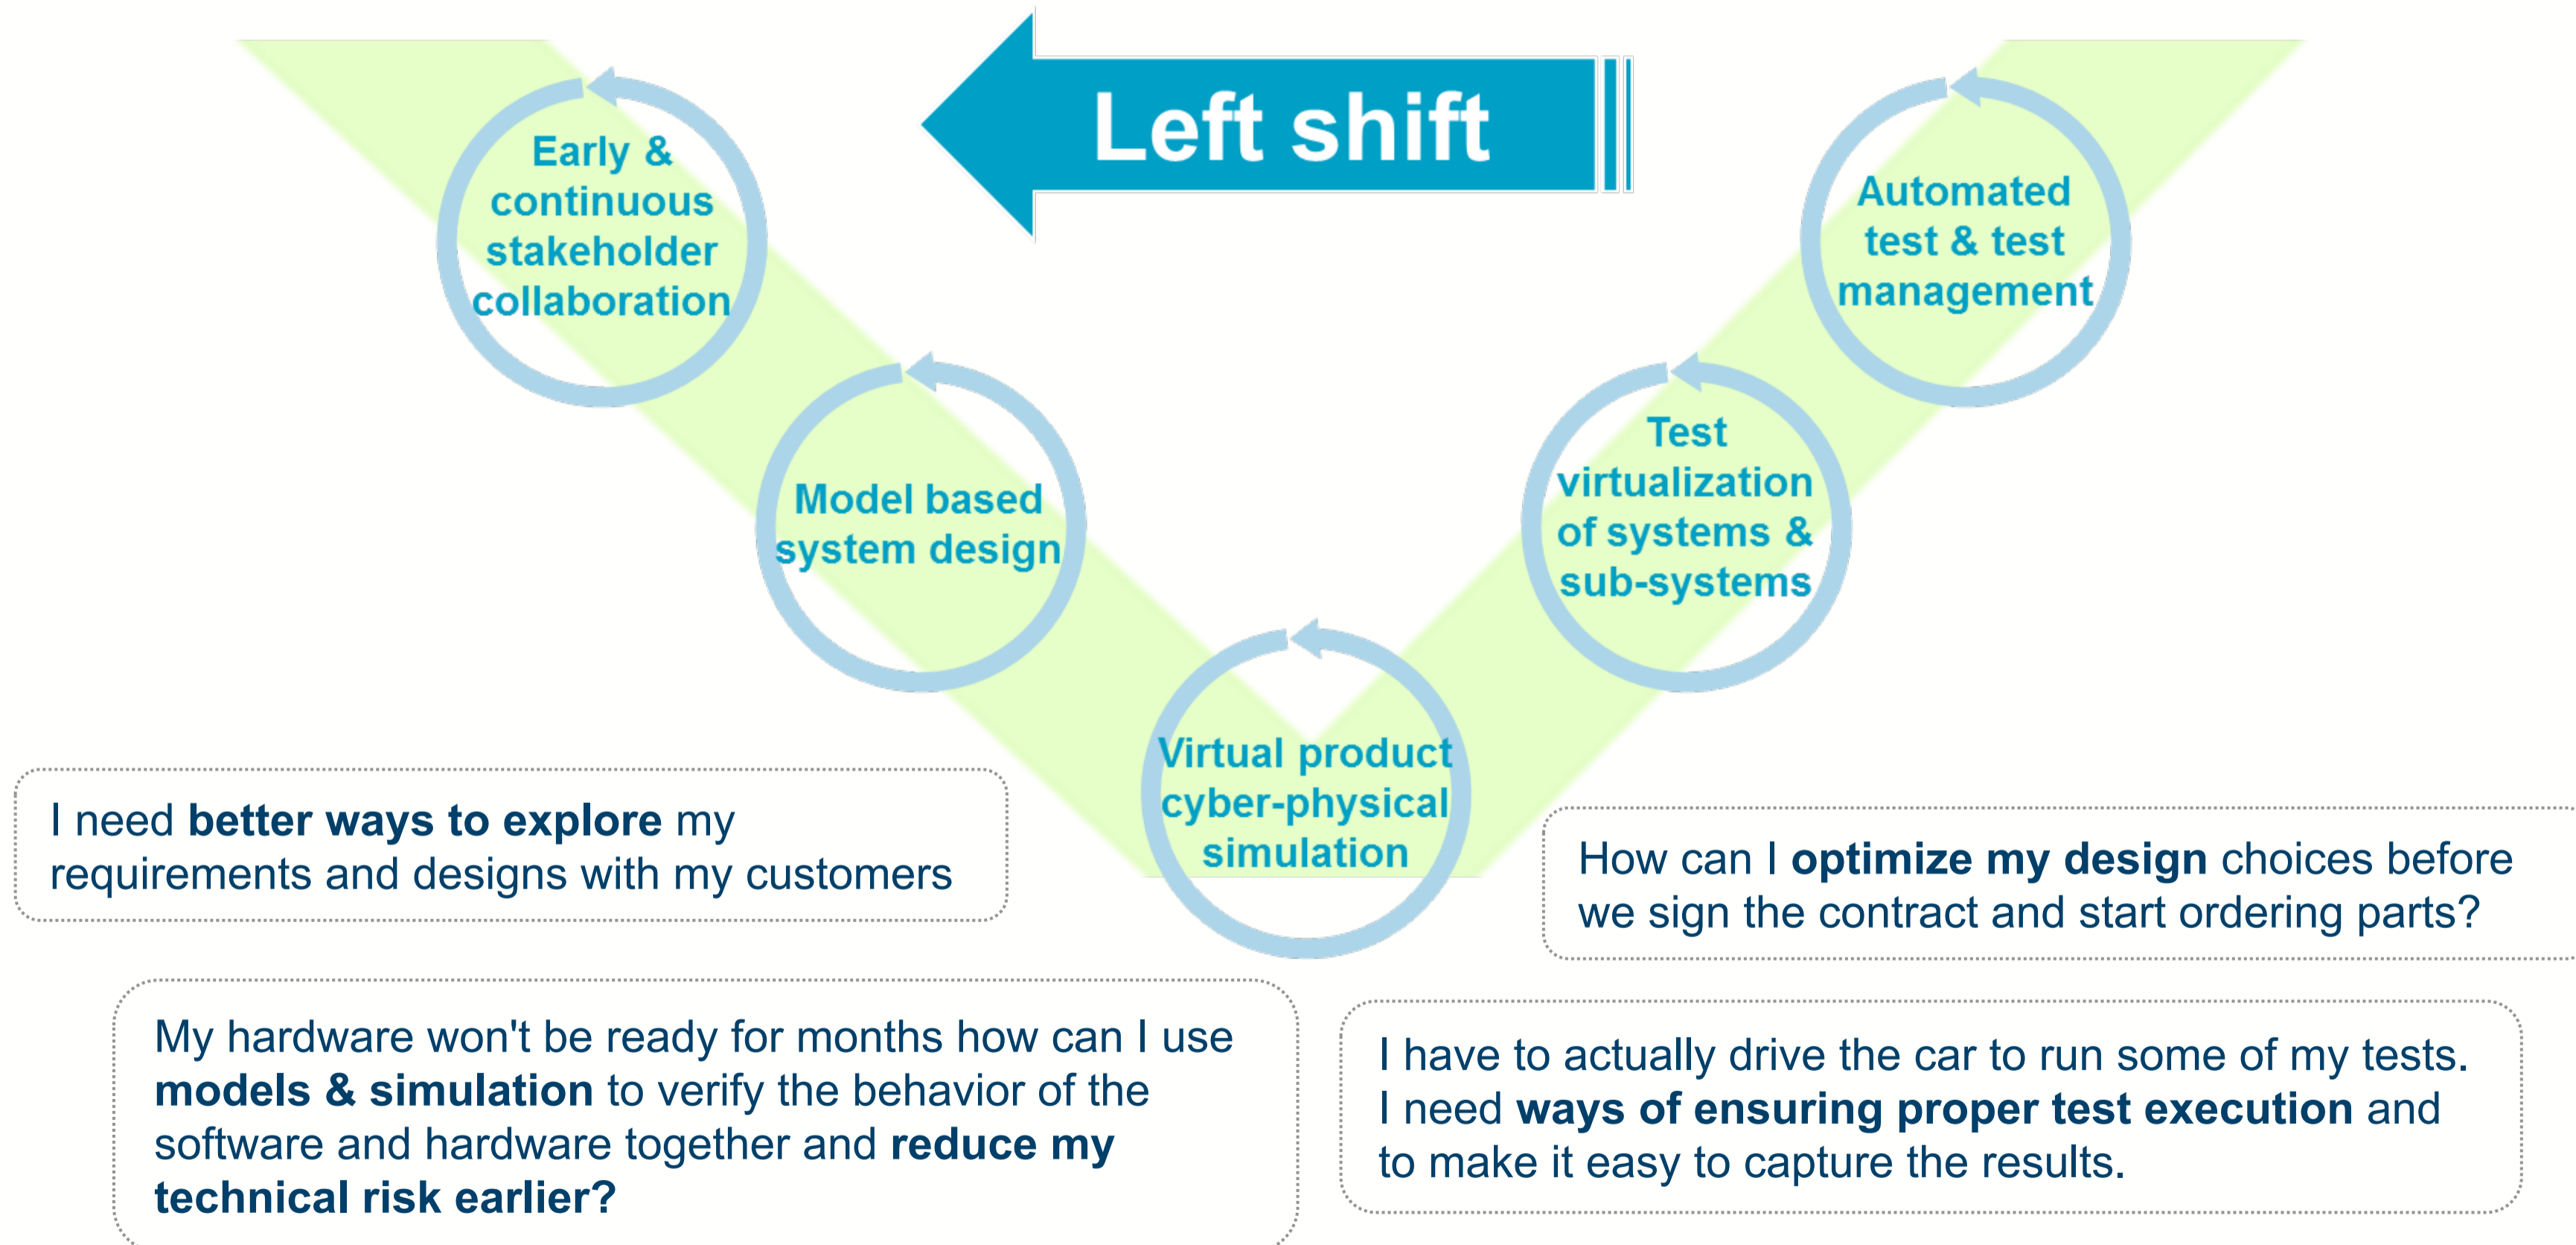 Left shift
Early &
continuous
stakeholder
collaboration
Automated
test & test
management
Model based
system design
Test
virtualization
of systems &
sub-systems
Virtual product
cyber-physical
simulation
I need better ways to explore my
requirements and designs with my customers
How can I optimize my design choices before
we sign the contract and start ordering parts?
My hardware won't be ready for months how can I use
models & simulation to verify the behavior of the
software and hardware together and reduce my
technical risk earlier?
I have to actually drive the car to run some of my tests.
I need ways of ensuring proper test execution and
to make it easy to capture the results.